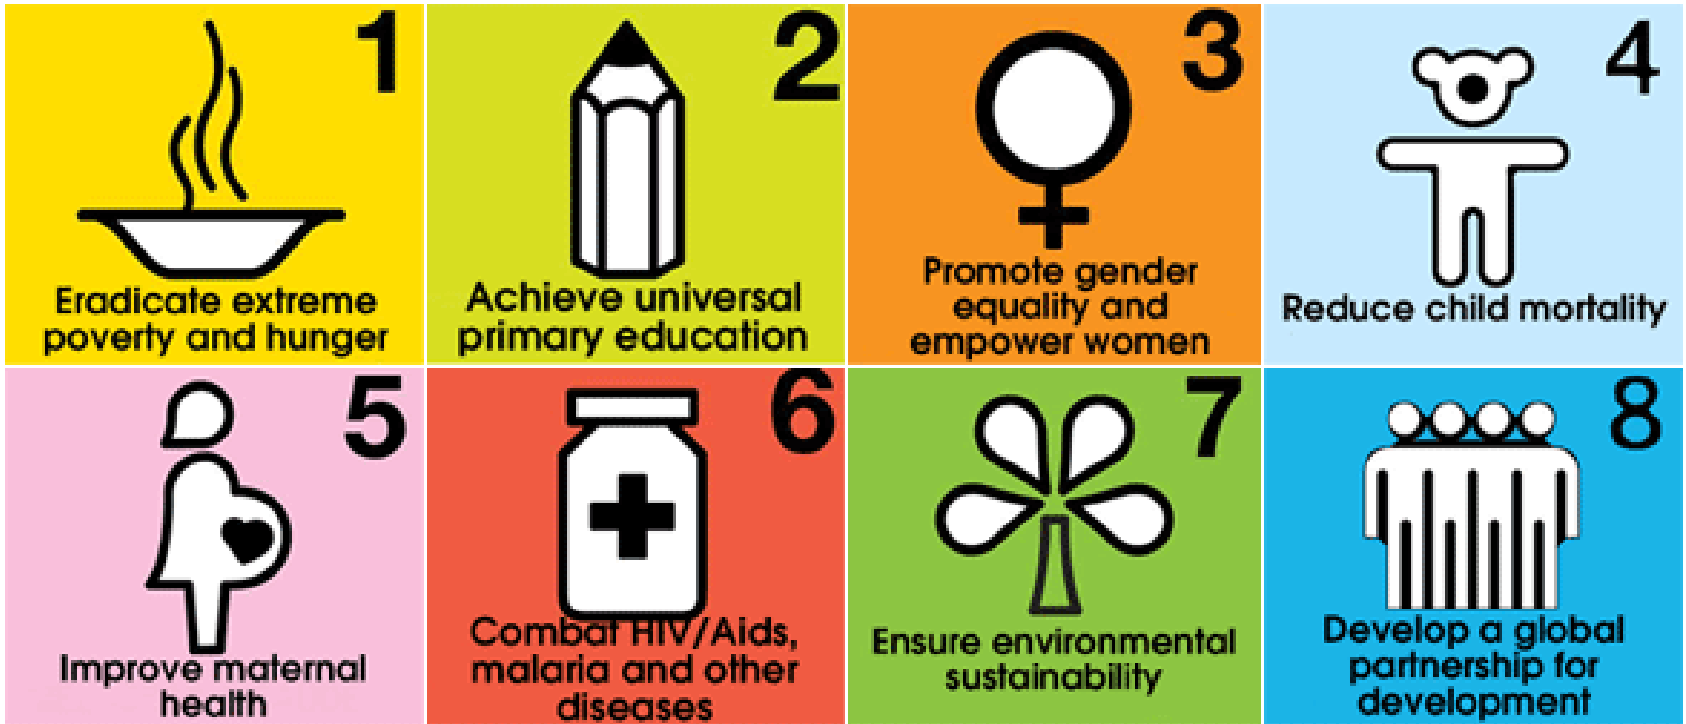 1
Eradicate extreme
poverty and hunger
2
Achieve universal
primary education
3
Promote gender
equality and
empower women
4
Reduce child mortality
5
Improve maternal
health
6
Combat HIV/Aids,
malaria and other
diseases
7
Ensure environmental
sustainability
8
Develop a global
partnership for
development